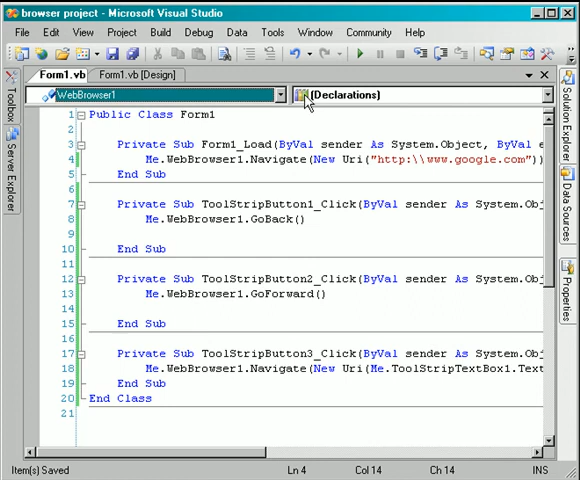 browser project - Microsoft Visual Studio
File Edit View Project Build Debug Data Tools Window Community Help
Form1.vb Form1.vb [Design]
WebBrowser1 (Declarations)
Toolbox
Server Explorer
Solution Explorer
Data Sources
Properties
1 Public Class Form1
2
3 Private Sub Form1_Load(ByVal sender As System.Object, ByVal e
4 Me.WebBrowser1.Navigate(New Uri("http:\\www.google.com"))
5 End Sub
6
7 Private Sub ToolStripButton1_Click(ByVal sender As System.Obj
8 Me.WebBrowser1.GoBack()
9
10 End Sub
11
12 Private Sub ToolStripButton2_Click(ByVal sender As System.Obj
13 Me.WebBrowser1.GoForward()
14
15 End Sub
16
17 Private Sub ToolStripButton3_Click(ByVal sender As System.Obj
18 Me.WebBrowser1.Navigate(New Uri(Me.ToolStripTextBox1.Text
19 End Sub
20 End Class
21
Item(s) Saved Ln 4 Col 14 Ch 14